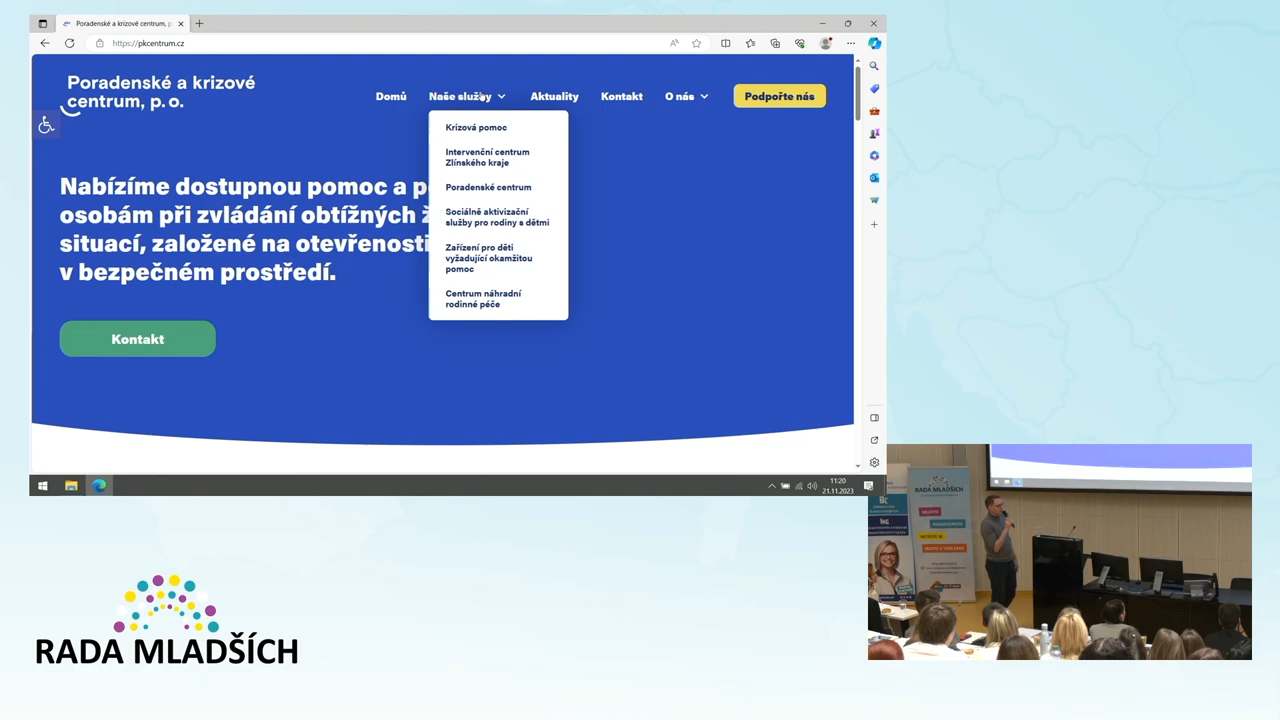 Poradenské a krizové centrum, p.
https://pkcentrum.cz
Poradenské a krizové
centrum, p. o.
Domů
Naše služby
Aktuality
Kontakt
O nás
Podpořte nás
Krizová pomoc
Intervenční centrum
Zlínského kraje
Poradenské centrum
Sociálně aktivizační
služby pro rodiny s dětmi
Zařízení pro děti
vyžadující okamžitou
pomoc
Centrum náhradní
rodinné péče
Nabízíme dostupnou pomoc a p
osobám při zvládání obtížných ž
situací, založené na otevřenosti
v bezpečném prostředí.
Kontakt
11:20
21.11.2023
RADA MLADŠÍCH
RADA MLADŠÍCH